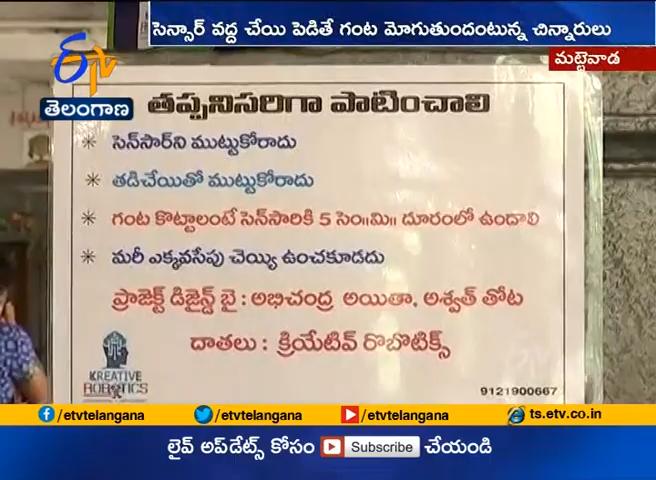 సెన్సార్ వద్ద చేయి పెడితే గంట మోగుతుందంటున్న చిన్నారులు
మట్టెవాడ
ETV
తెలంగాణ
తప్పనిసరిగా పాటించాలి
* సెన్‌సార్‌ని ముట్టుకోరాదు
* తడిచేయితో ముట్టుకోరాదు
* గంట కొట్టాలంటే సెన్‌సారికి 5 సెం॥మి॥ దూరంలో ఉండాలి
* మరీ ఎక్కవసేపు చెయ్యి ఉంచకూడదు
ప్రాజెక్ట్ డిజైన్డ్ బై : అభిచంద్ర అయితా, అశ్వత్ తోట
దాతలు : క్రియేటివ్ రొబొటిక్స్
KREATIVE
ROBOTICS
9121900667
/etvtelangana /etvtelangana /etvtelangana ts.etv.co.in
లైవ్ అప్‌డేట్స్ కోసం Subscribe చేయండి